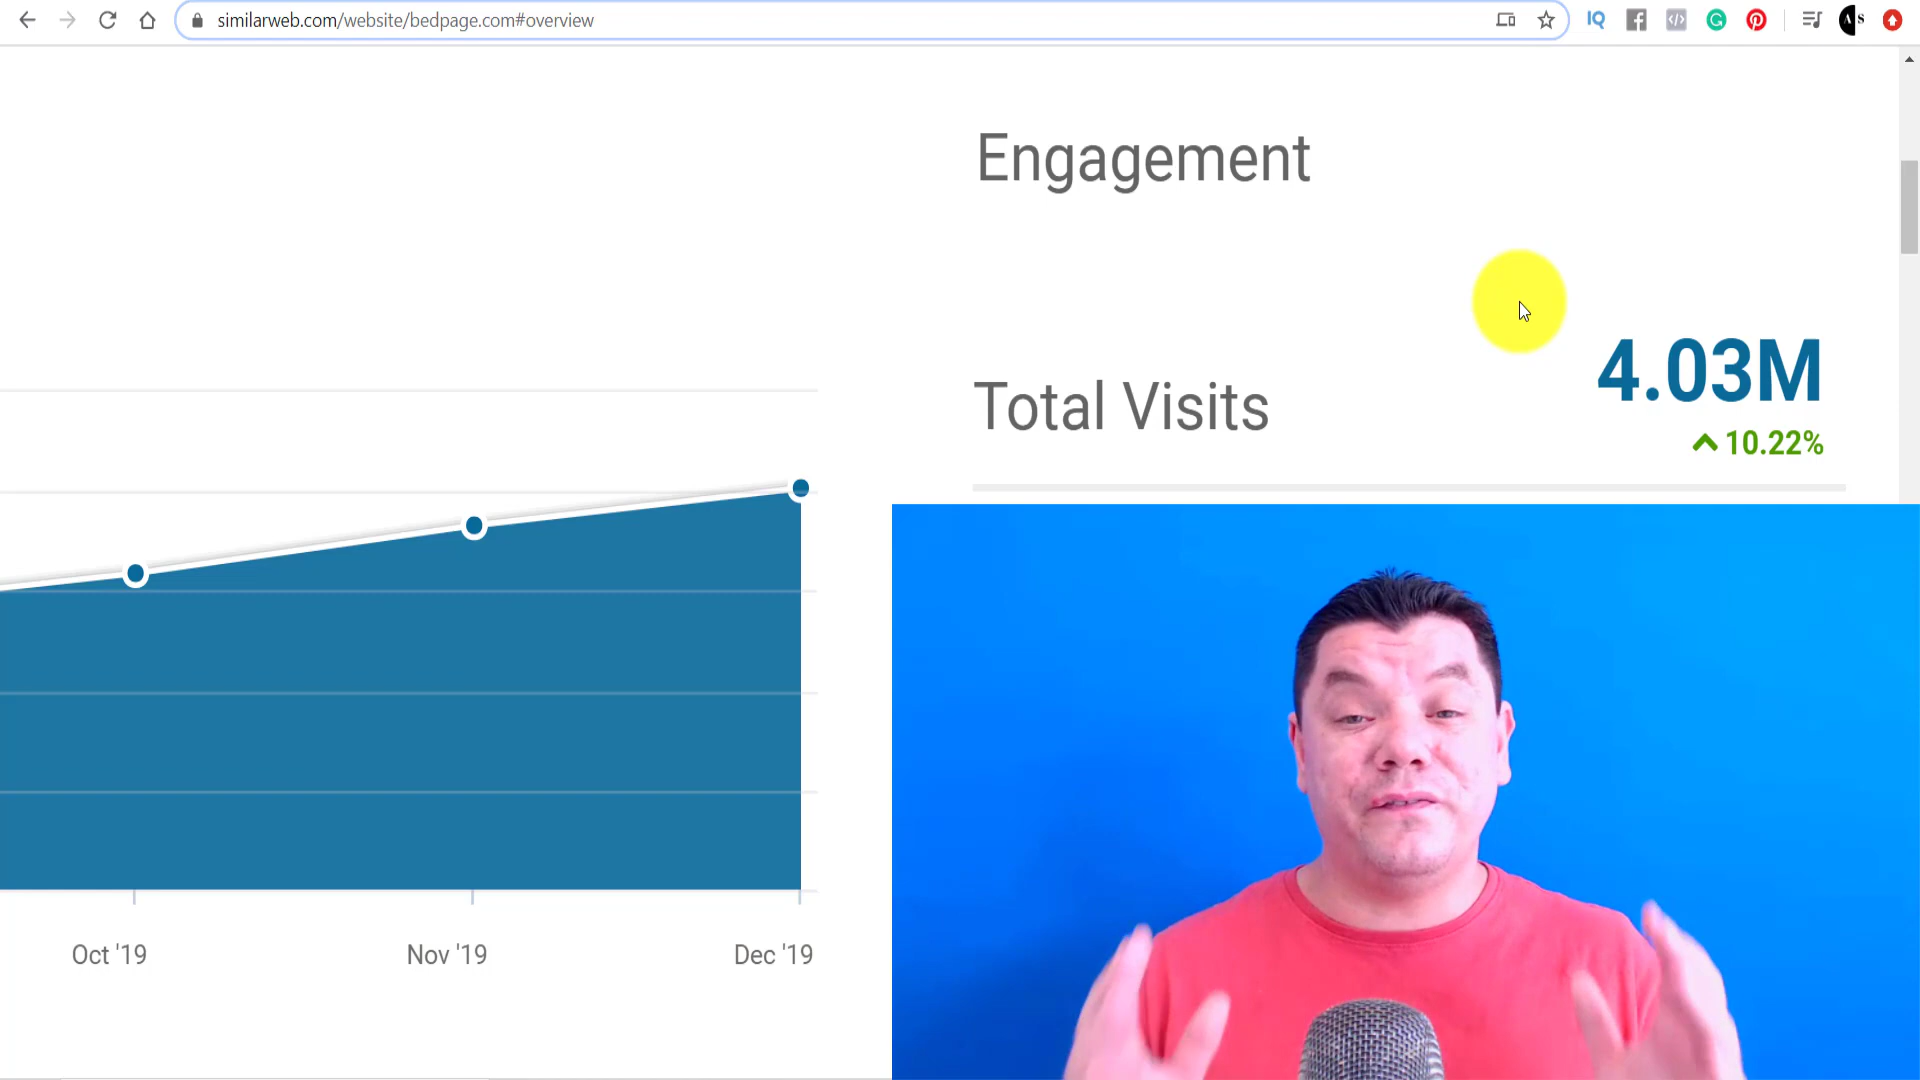 similarweb.com/website/bedpage.com#overview
IQ
A S
Engagement
Total Visits
4.03M
10.22%
Oct '19
Nov '19
Dec '19